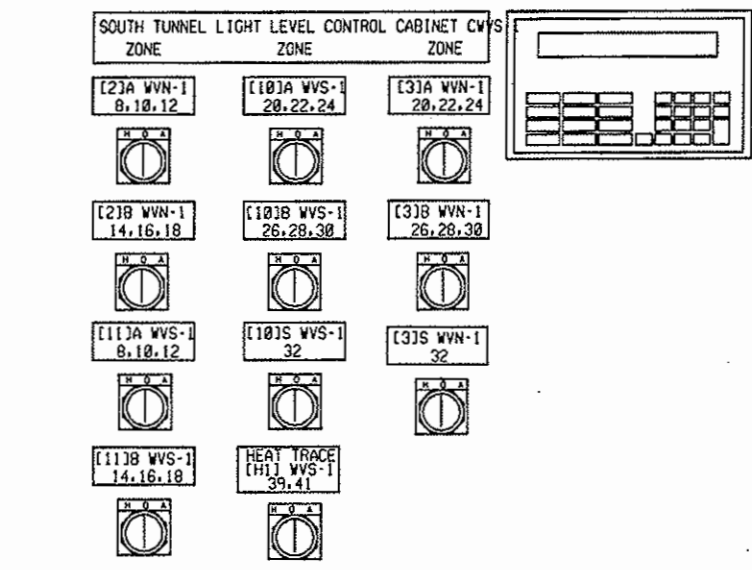 SOUTH TUNNEL LIGHT LEVEL CONTROL CABINET CWVS 1
ZONE ZONE ZONE
[2]A WVN-1
8,10,12
H O A
[10]A WVS-1
20,22,24
H O A
[3]A WVN-1
20,22,24
H O A
[2]B WVN-1
14,16,18
H O A
[10]B WVS-1
26,28,30
H O A
[3]B WVN-1
26,28,30
H O A
[11]A WVS-1
8,10,12
H O A
[10]S WVS-1
32
H O A
[3]S WVN-1
32
H O A
[11]B WVS-1
14,16,18
H O A
HEAT TRACE
[H1] WVS-1
39,41
H O A